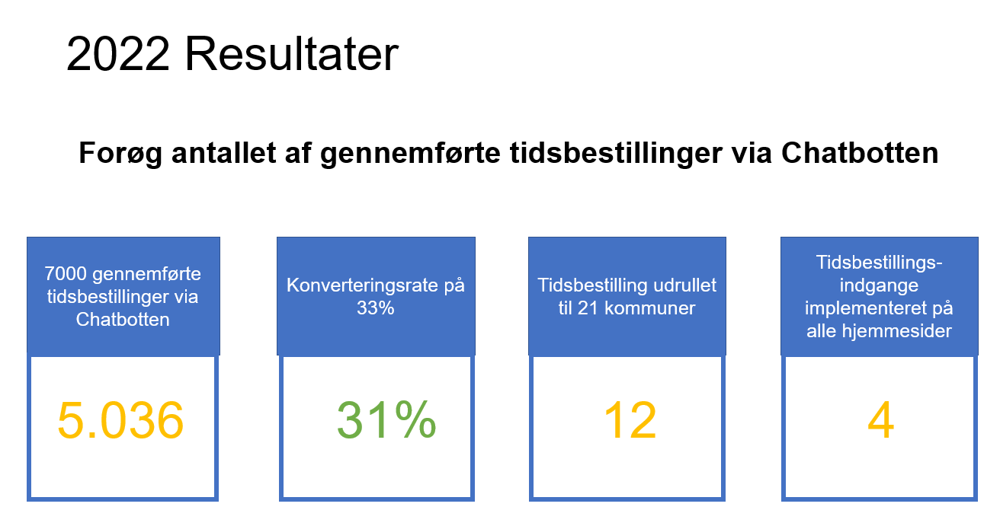 2022 Resultater
Forøg antallet af gennemførte tidsbestillinger via Chatbotten
7000 gennemførte
tidsbestillinger via
Chatbotten
5.036
Konverteringsrate på
33%
31%
Tidsbestilling udrullet
til 21 kommuner
12
Tidsbestillings-
indgange
implementeret på
alle hjemmesider
4